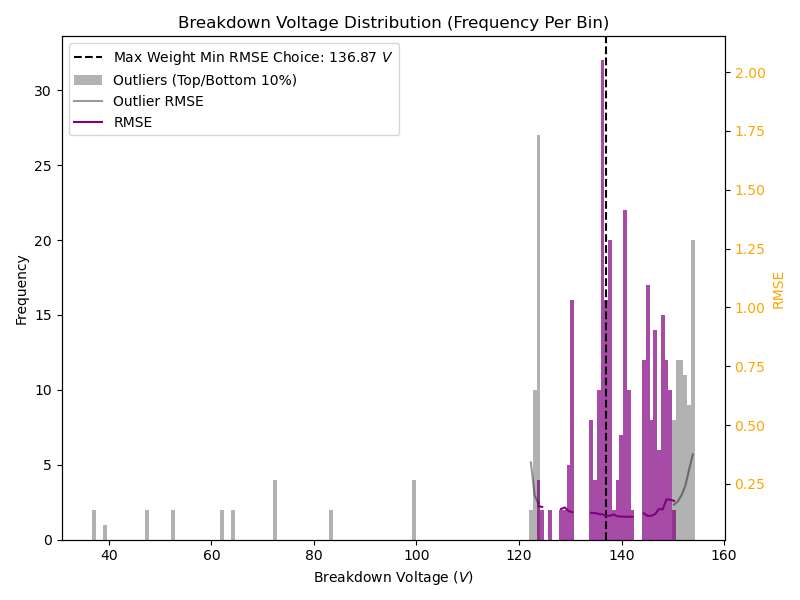 Breakdown Voltage Distribution (Frequency Per Bin)
Max Weight Min RMSE Choice: 136.87 V
Outliers (Top/Bottom 10%)
Outlier RMSE
RMSE
Frequency
30
25
20
15
10
5
0
2.00
1.75
1.50
1.25
1.00
0.75
0.50
0.25
RMSE
40 60 80 100 120 140 160
Breakdown Voltage (V)